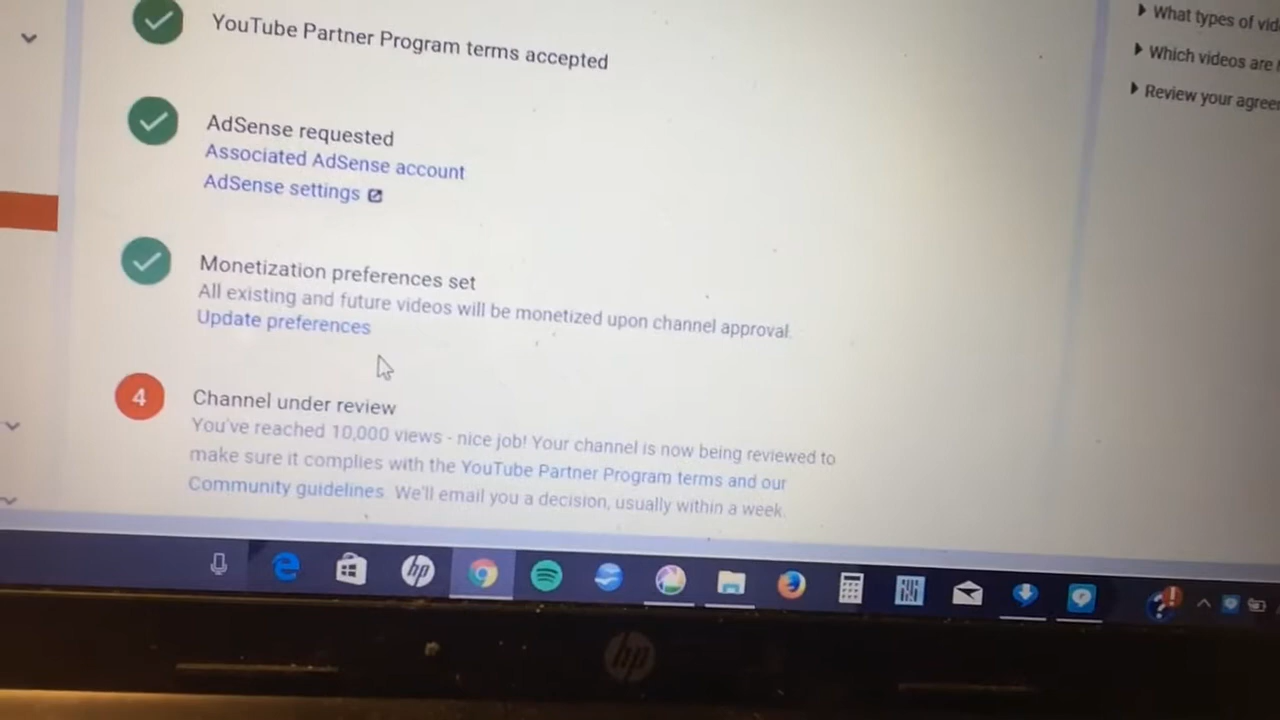 YouTube Partner Program terms accepted
AdSense requested
Associated AdSense account
AdSense settings
Monetization preferences set
All existing and future videos will be monetized upon channel approval.
Update preferences
4
Channel under review
You've reached 10,000 views - nice job! Your channel is now being reviewed to
make sure it complies with the YouTube Partner Program terms and our
Community guidelines. We'll email you a decision, usually within a week.
What types of
Which videos are
Review your
hp
hp